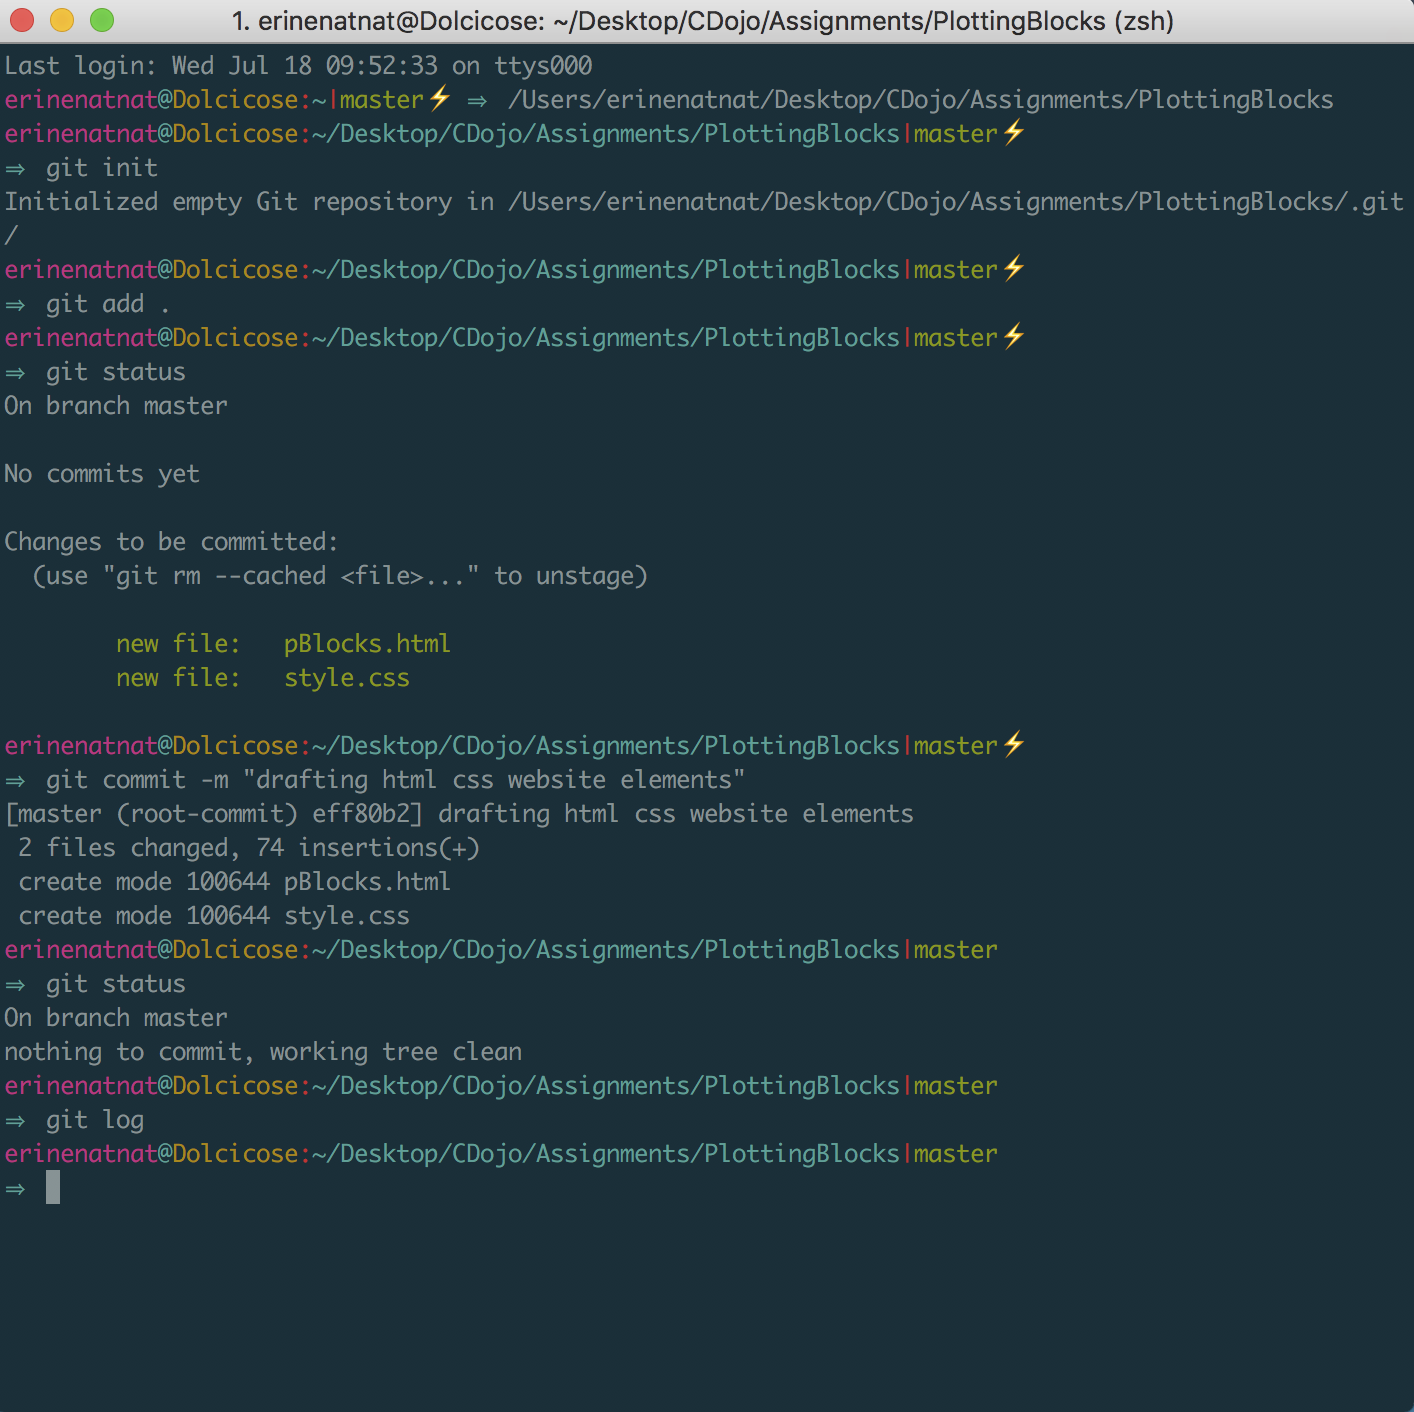 1. erinenatnat@Dolcicose: ~/Desktop/CDojo/Assignments/PlottingBlocks (zsh)
Last login: Wed Jul 18 09:52:33 on ttys000
erinenatnat@Dolcicose:~|master⚡ ⇒ /Users/erinenatnat/Desktop/CDojo/Assignments/PlottingBlocks
erinenatnat@Dolcicose:~/Desktop/CDojo/Assignments/PlottingBlocks|master⚡
⇒ git init
Initialized empty Git repository in /Users/erinenatnat/Desktop/CDojo/Assignments/PlottingBlocks/.git
/
erinenatnat@Dolcicose:~/Desktop/CDojo/Assignments/PlottingBlocks|master⚡
⇒ git add .
erinenatnat@Dolcicose:~/Desktop/CDojo/Assignments/PlottingBlocks|master⚡
⇒ git status
On branch master
No commits yet
Changes to be committed:
(use "git rm --cached <file>..." to unstage)
new file: pBlocks.html
new file: style.css
erinenatnat@Dolcicose:~/Desktop/CDojo/Assignments/PlottingBlocks|master⚡
⇒ git commit -m "drafting html css website elements"
[master (root-commit) eff80b2] drafting html css website elements
2 files changed, 74 insertions(+)
create mode 100644 pBlocks.html
create mode 100644 style.css
erinenatnat@Dolcicose:~/Desktop/CDojo/Assignments/PlottingBlocks|master
⇒ git status
On branch master
nothing to commit, working tree clean
erinenatnat@Dolcicose:~/Desktop/CDojo/Assignments/PlottingBlocks|master
⇒ git log
erinenatnat@Dolcicose:~/Desktop/CDojo/Assignments/PlottingBlocks|master
⇒